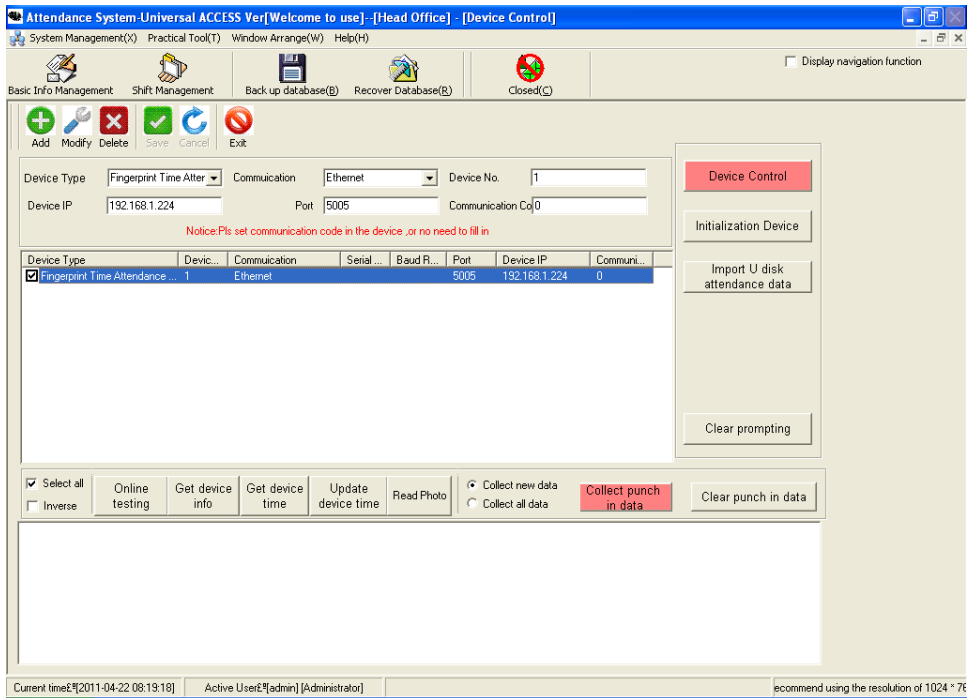 Attendance System-Universal ACCESS Ver[Welcome to use]--[Head Office] - [Device Control]
System Management(X) Practical Tool(T) Window Arrange(W) Help(H)
Basic Info Management Shift Management Back up database(B) Recover Database(R) Closed(C) Display navigation function
Add Modify Delete Save Cancel Exit
Device Type Fingerprint Time Atter Commuication Ethernet Device No. 1
Device IP 192.168.1.224 Port 5005 Communication Co 0
Notice:Pls set communication code in the device ,or no need to fill in
Device Type Devic... Commuication Serial ... Baud R... Port Device IP Communi...
Fingerprint Time Attendance ... 1 Ethernet 5005 192.168.1.224 0
Device Control
Initialization Device
Import U disk
attendance data
Clear prompting
Select all
Inverse
Online
testing
Get device
info
Get device
time
Update
device time
Read Photo
Collect new data
Collect all data
Collect punch
in data
Clear punch in data
Current time£º[2011-04-22 08:19:18] Active User£º[admin] [Administrator] ecommend using the resolution of 1024 * 76